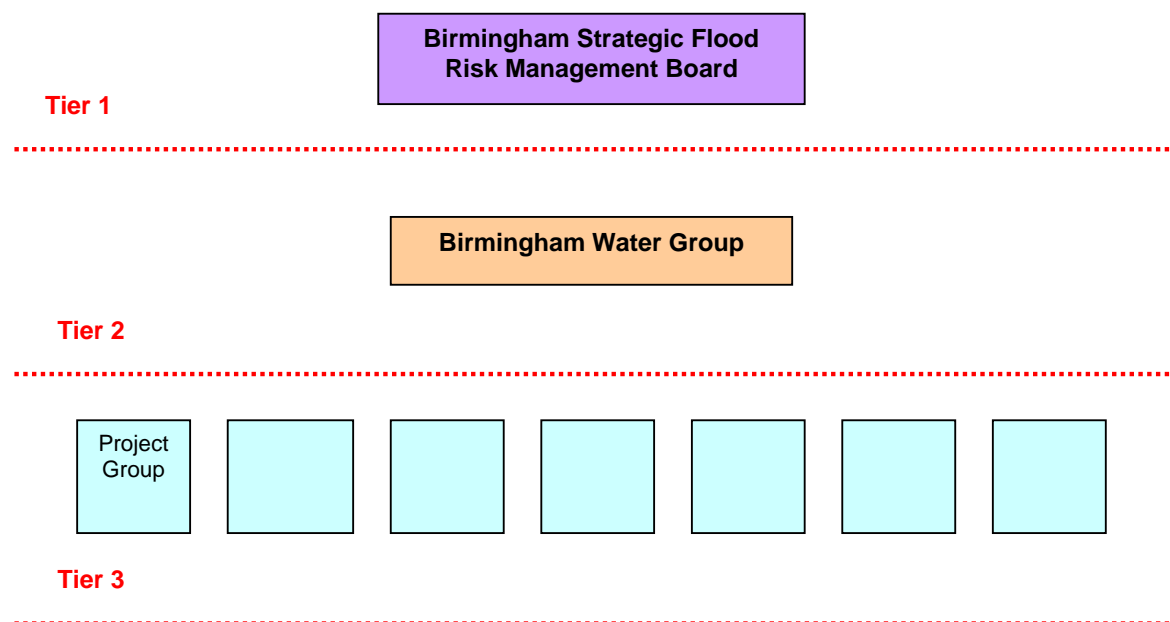 Birmingham Strategic Flood
Risk Management Board
Tier 1
Birmingham Water Group
Tier 2
Project
Group
Tier 3